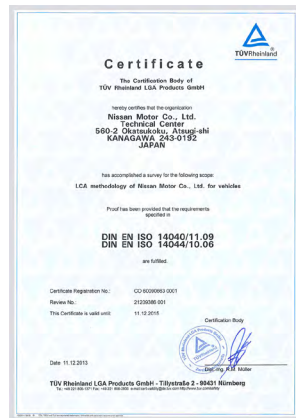 TÜVRheinland
Certificate
The Certification Body of
TÜV Rheinland LGA Products GmbH
hereby certifies that the organization
Nissan Motor Co., Ltd.
Technical Center
560-2 Okatsukoku, Atsugi-shi
KANAGAWA 243-0192
JAPAN
has accomplished a survey for the following scope:
LCA methodology of Nissan Motor Co., Ltd. for vehicles
Proof has been provided that the requirements
specified in
DIN EN ISO 14040/11.09
DIN EN ISO 14044/10.06
are fulfilled.
Certificate Registration No.: CO 60090663 0001
Review No.: 21239386 001
This Certificate is valid until: 11.12.2015
Certification Body
Date 11.12.2013
Dipl.-Ing. R.M. Müller
TÜV Rheinland LGA Products GmbH - Tillystraße 2 - 90431 Nürnberg